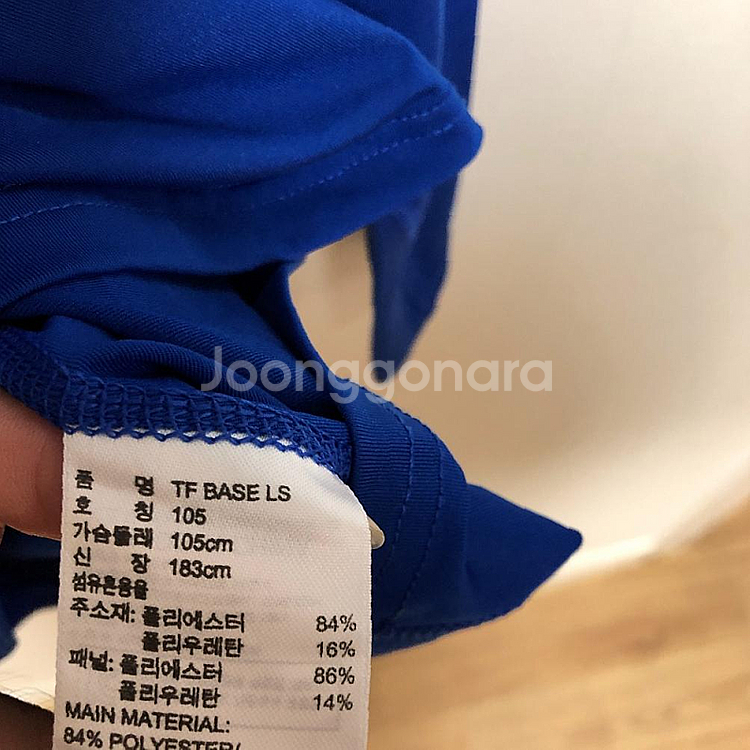 Joonggonara
품 명 TF BASE LS
호 칭 105
가슴둘레 105cm
신 장 183cm
섬유혼용율
주소재: 폴리에스터 84%
폴리우레탄 16%
패널: 폴리에스터 86%
폴리우레탄 14%
MAIN MATERIAL:
84% POLYESTER/